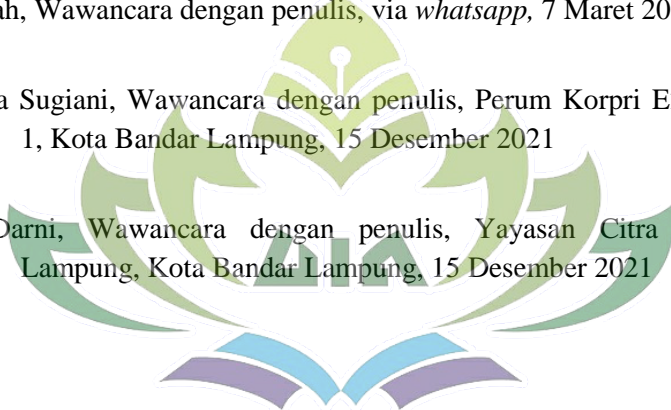 ah, Wawancara dengan penulis, via whatsapp, 7 Maret 20
a Sugiani, Wawancara dengan penulis, Perum Korpri E
1, Kota Bandar Lampung, 15 Desember 2021
Darni, Wawancara dengan penulis, Yayasan Citra
Lampung, Kota Bandar Lampung, 15 Desember 2021